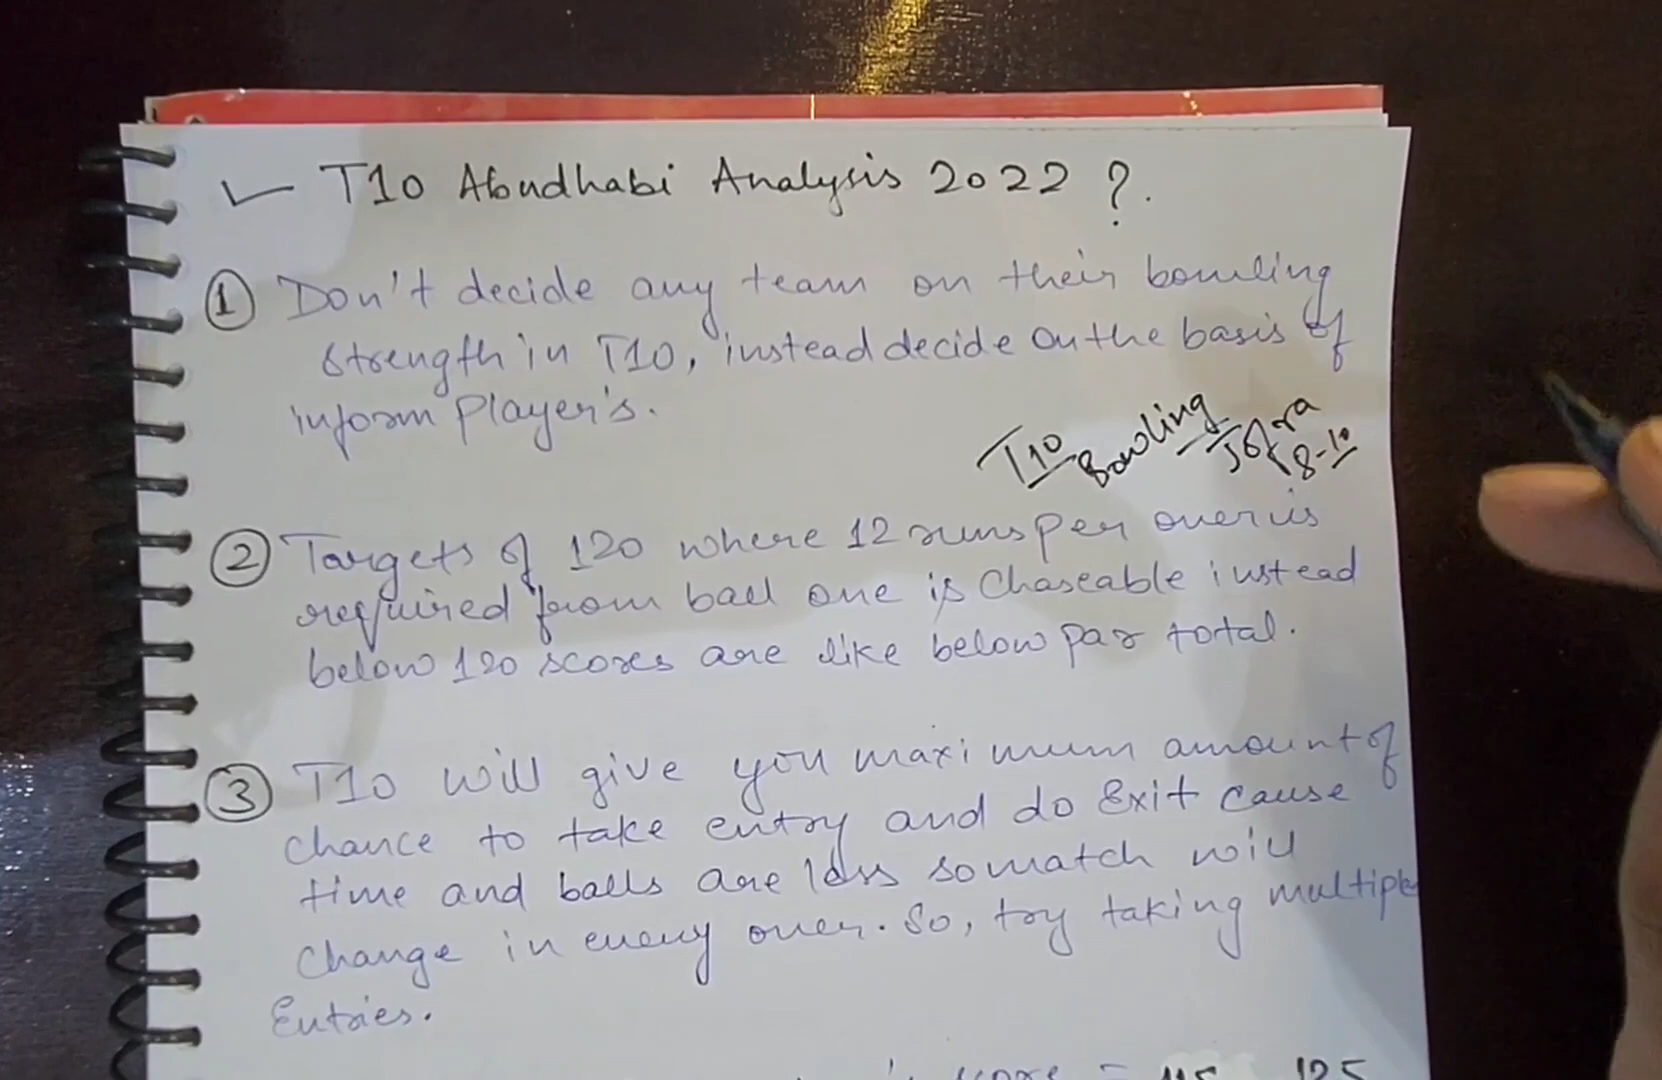 T10 Abudhabi Analysis 2022 ?.
① Don't decide any team on their bowling
strength in T10, instead decide on the basis of
inform Player's.
T10 Bowling Jofra
8-10
② Targets of 120 where 12 runs per over is
required from ball one is Chaseable instead
below 120 scores are like below par total.
③ T10 will give you maximum amount of
chance to take entry and do Exit cause
time and balls are less so match will
change in every over. So, try taking multiple
Entries.
score = 115 125